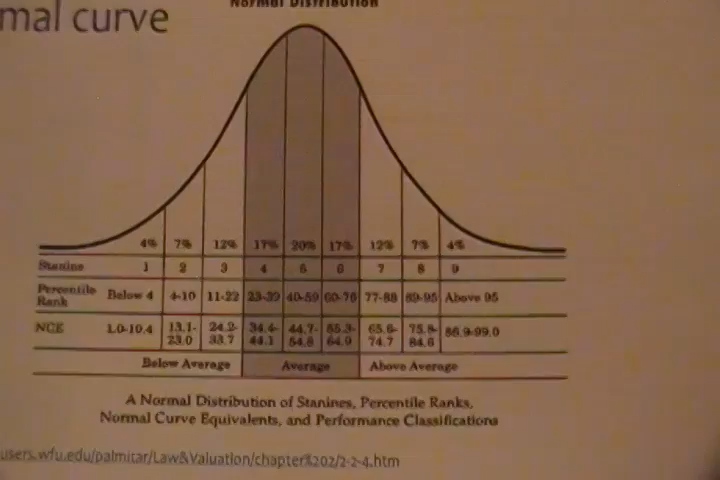 Normal Distribution
mal curve
4% 7% 12% 17% 20% 17% 12% 7% 4%
Stanine 1 2 3 4 5 6 7 8 9
Percentile Rank Below 4 4-10 11-22 23-39 40-59 60-76 77-88 89-95 Above 95
NCE 1.0-10.4 13.1-23.0 24.2-33.7 34.4-44.1 44.7-54.8 55.3-64.9 65.6-74.7 75.8-84.6 86.9-99.0
Below Average Average Above Average
A Normal Distribution of Stanines, Percentile Ranks,
Normal Curve Equivalents, and Performance Classifications
users.wfu.edu/palmitar/Law&Valuation/chapter%202/2-2-4.htm